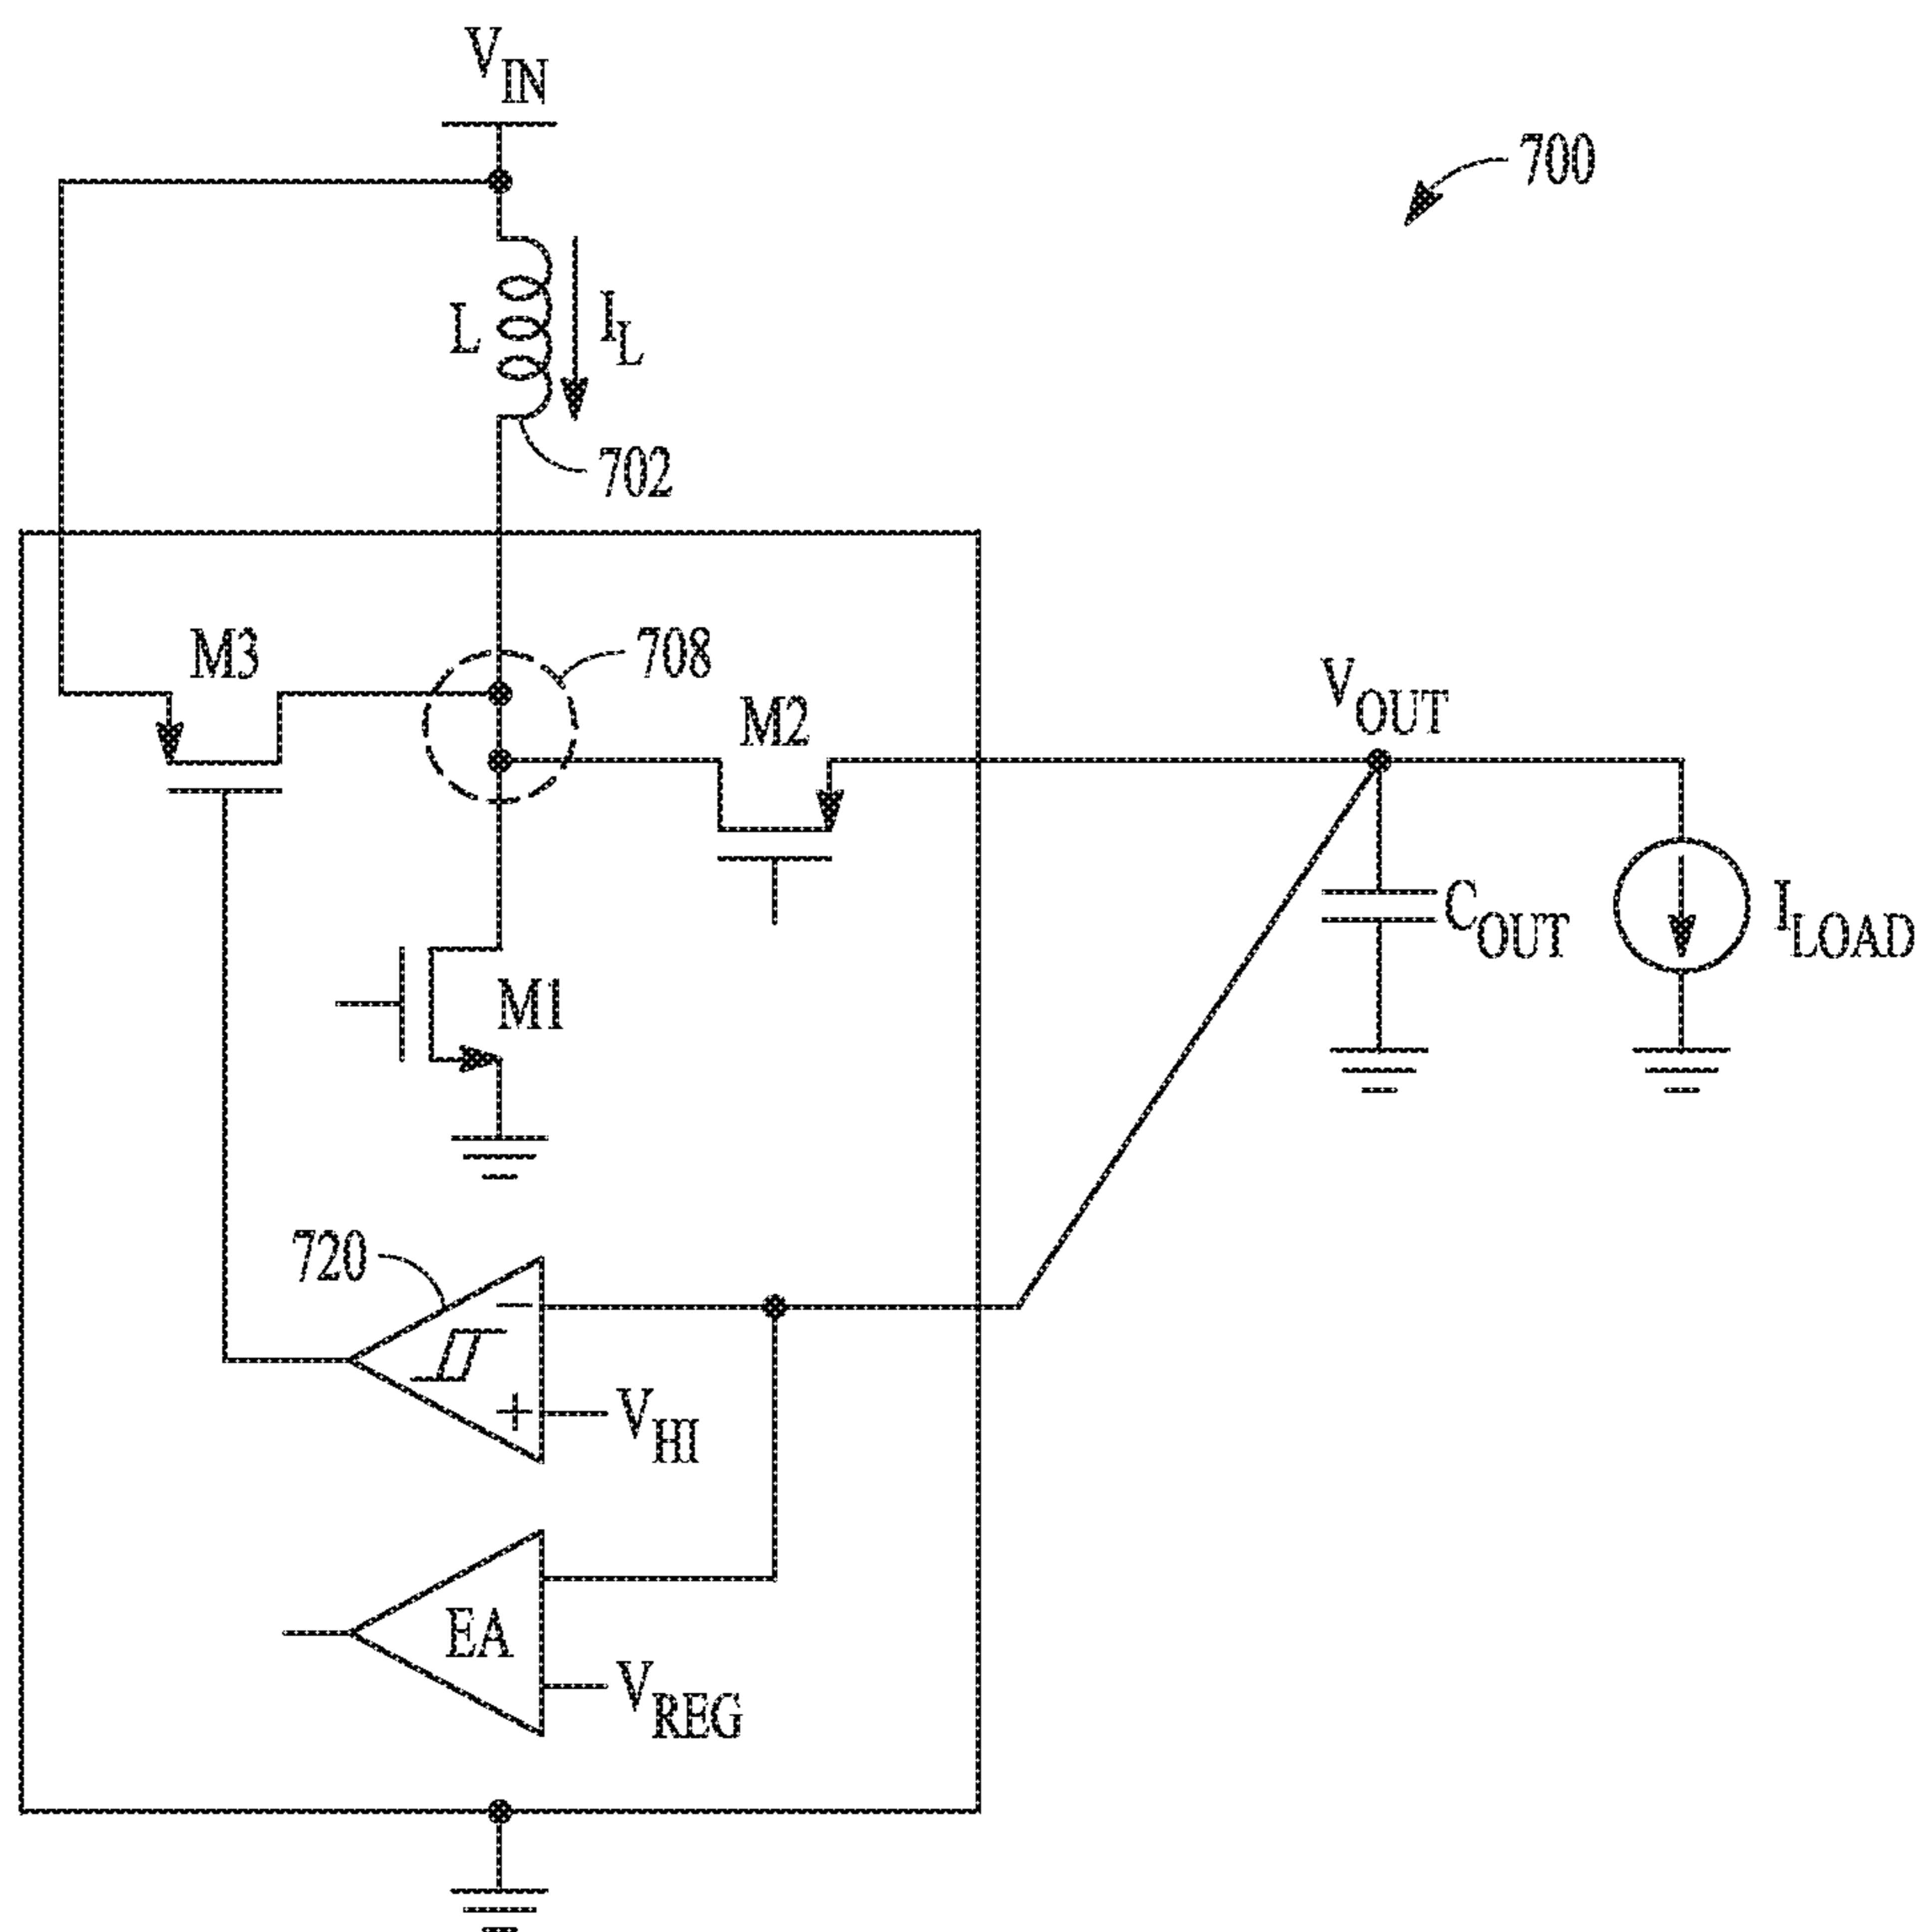 VIN
700
L
IL
702
M3
708
M2
VOUT
COUT
ILOAD
M1
720
−
+
VHI
EA
VREG